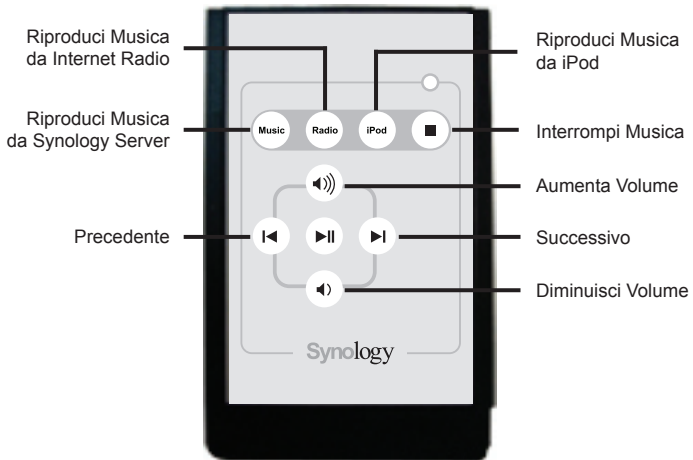 Riproduci Musica
da Internet Radio
Riproduci Musica
da iPod
Riproduci Musica
da Synology Server
Music
Radio
iPod
Interrompi Musica
Aumenta Volume
Precedente
Successivo
Diminuisci Volume
Synology